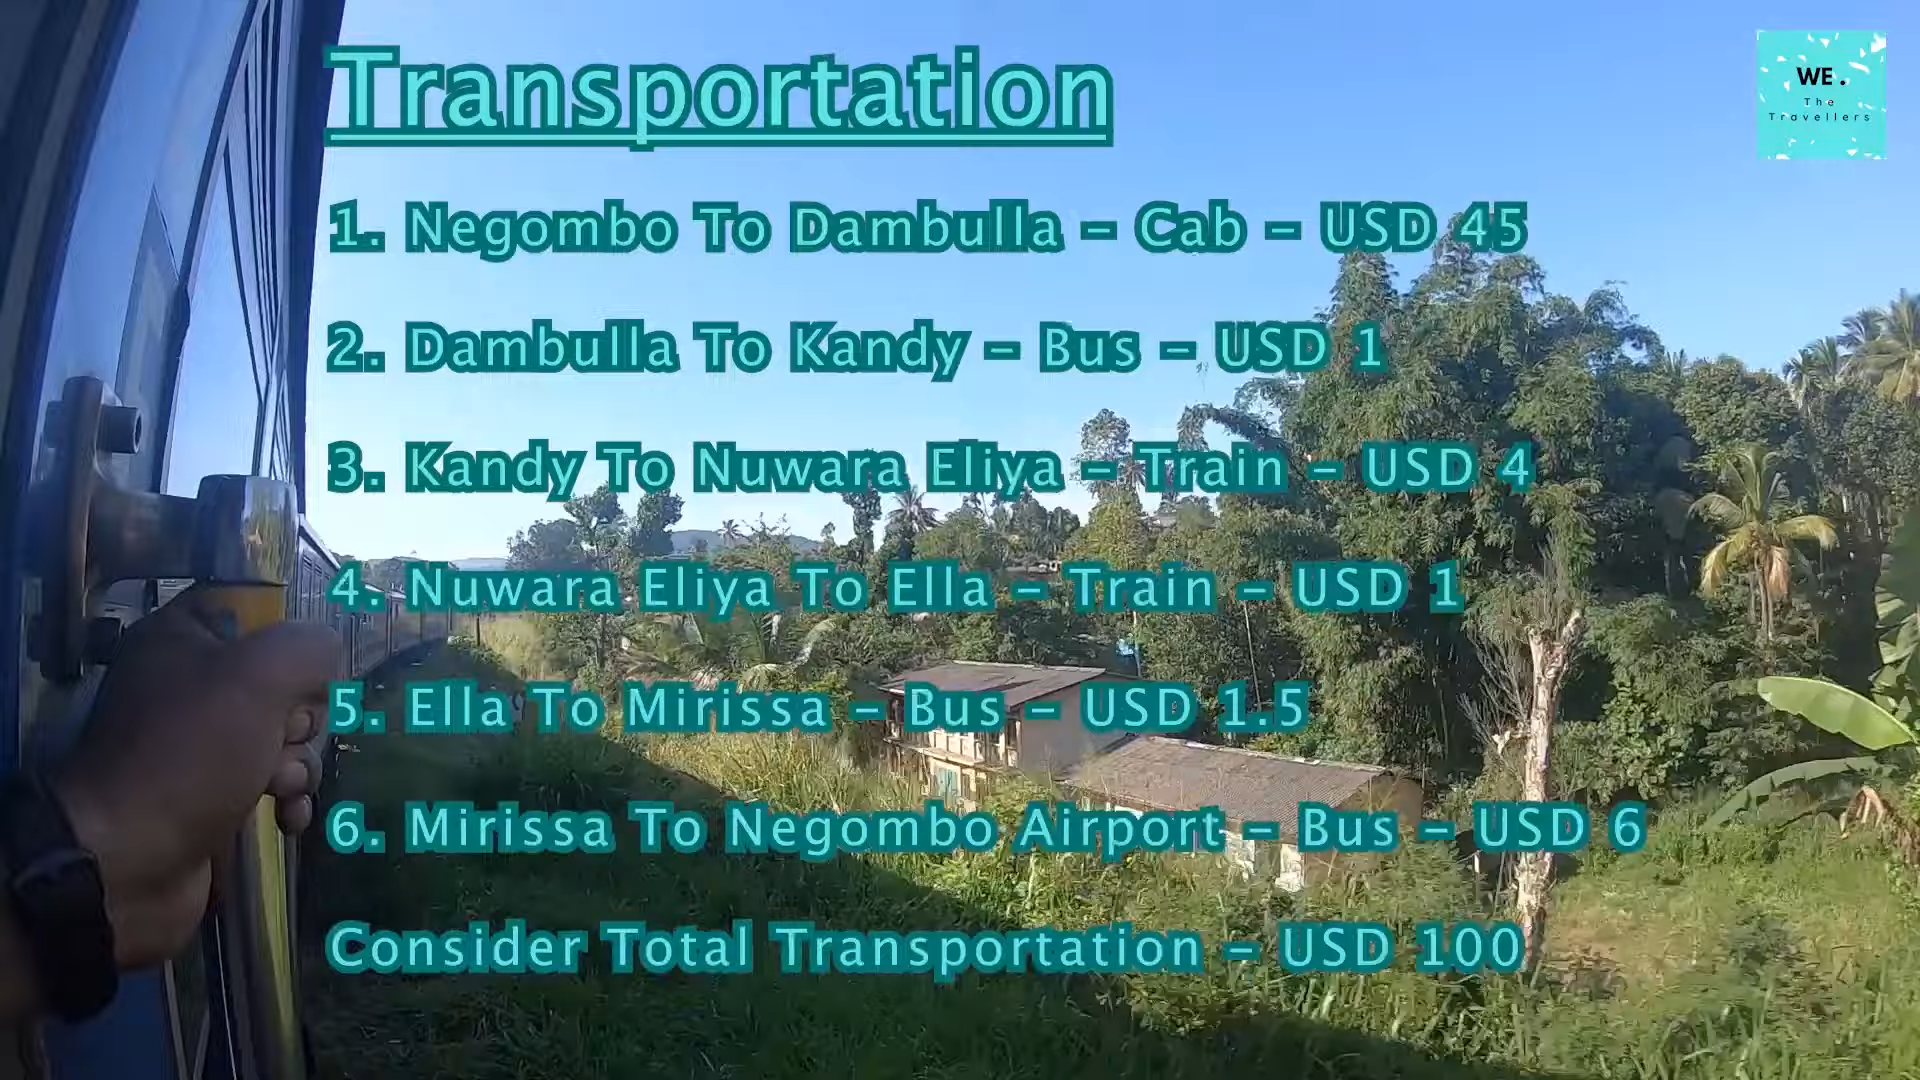 Transportation
WE .
The
Travellers
1. Negombo To Dambulla – Cab – USD 45
2. Dambulla To Kandy – Bus – USD 1
3. Kandy To Nuwara Eliya – Train – USD 4
4. Nuwara Eliya To Ella – Train – USD 1
5. Ella To Mirissa – Bus – USD 1.5
6. Mirissa To Negombo Airport – Bus – USD 6
Consider Total Transportation – USD 100